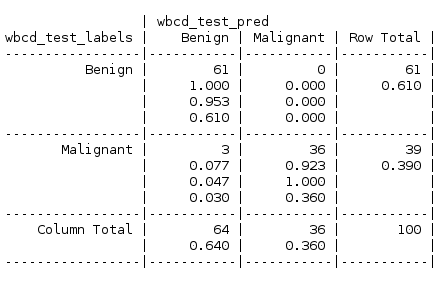 | wbcd_test_pred
wbcd_test_labels |    Benign | Malignant | Row Total |
-----------------|-----------|-----------|-----------|
          Benign |        61 |         0 |        61 |
                 |     1.000 |     0.000 |     0.610 |
                 |     0.953 |     0.000 |           |
                 |     0.610 |     0.000 |           |
-----------------|-----------|-----------|-----------|
       Malignant |         3 |        36 |        39 |
                 |     0.077 |     0.923 |     0.390 |
                 |     0.047 |     1.000 |           |
                 |     0.030 |     0.360 |           |
-----------------|-----------|-----------|-----------|
    Column Total |        64 |        36 |       100 |
                 |     0.640 |     0.360 |           |
-----------------|-----------|-----------|-----------|